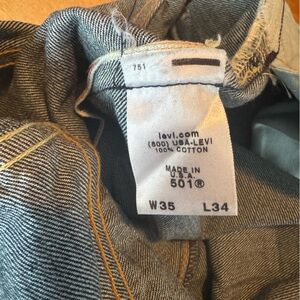 751
levi.com
(800) USA-LEVI
100% COTTON
MADE IN
U.S.A.
501®
W35 L34